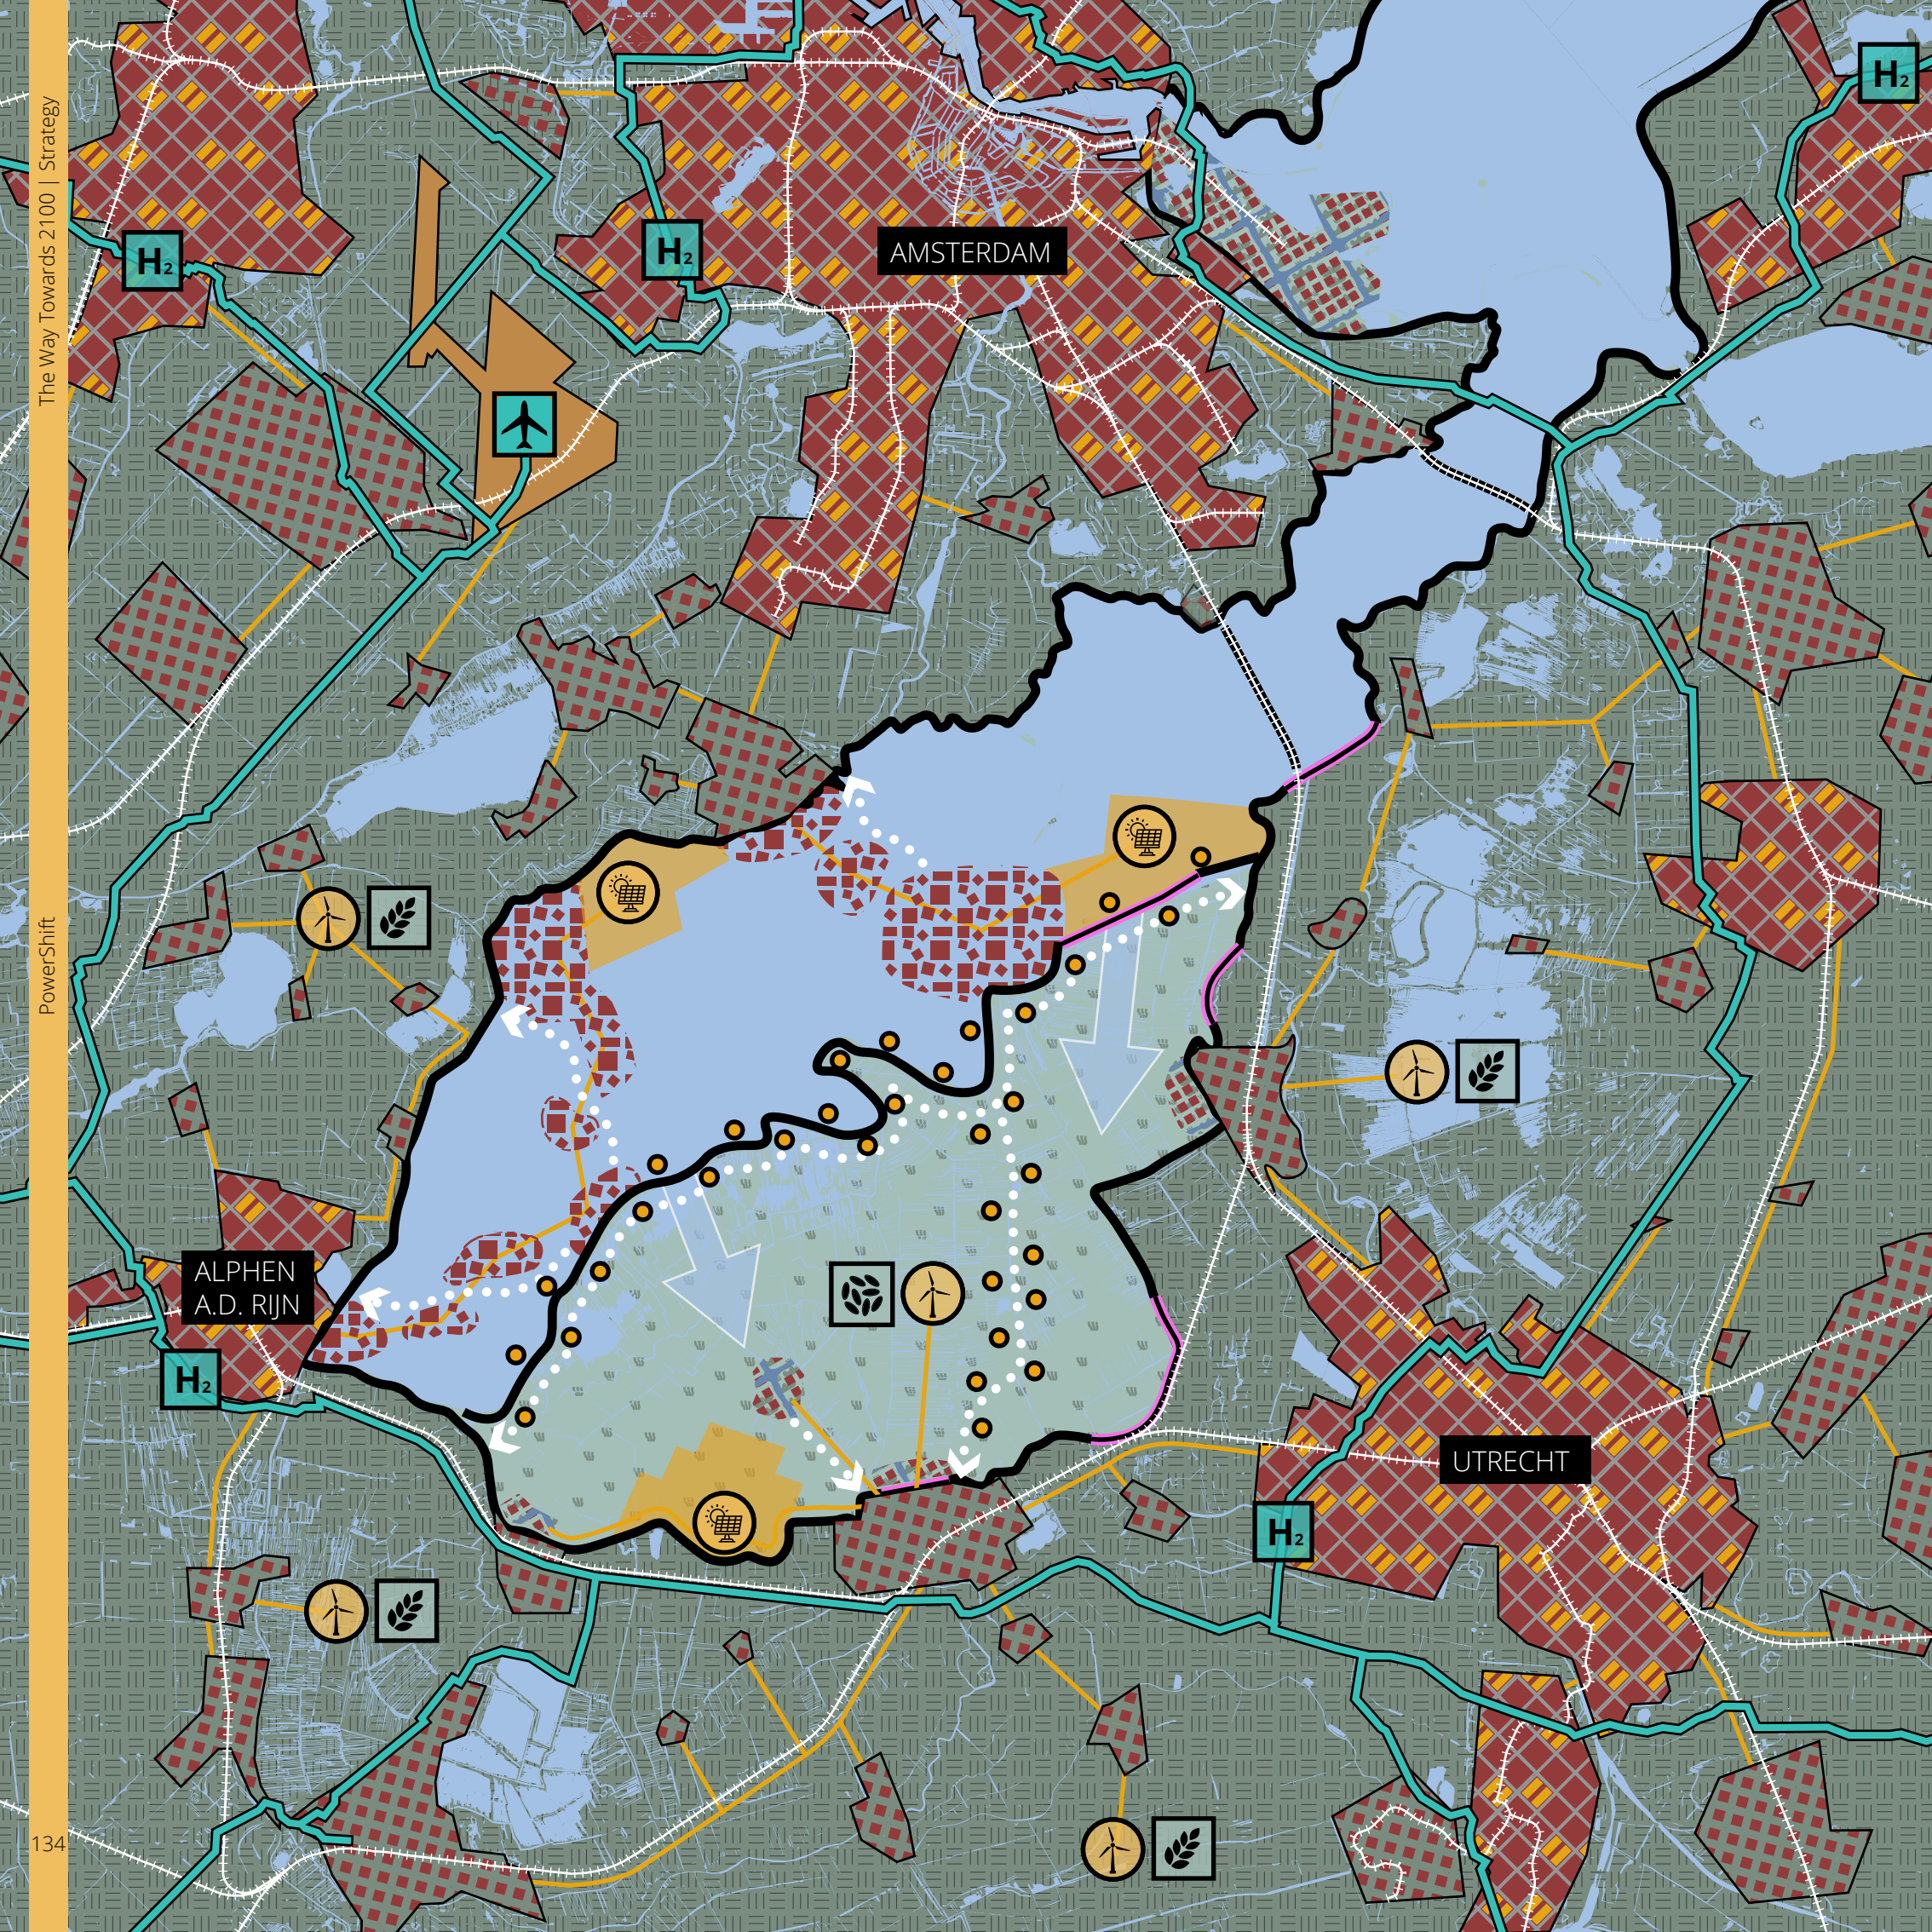 The Way Towards 2100 | Strategy
PowerShift
134
H₂
H₂
H₂
AMSTERDAM
ALPHEN
A.D. RIJN
H₂
UTRECHT
H₂